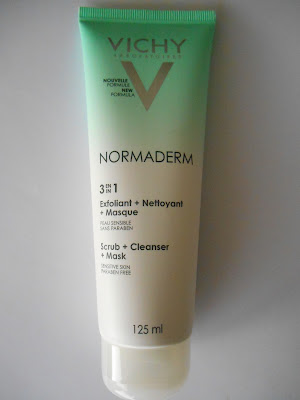 VICHY
LABORATOIRES
NOUVELLE
FORMULE
NEW
FORMULA
V
NORMADERM
3 EN IN 1
Exfoliant + Nettoyant
+ Masque
PEAU SENSIBLE
SANS PARABEN
Scrub + Cleanser
+ Mask
SENSITIVE SKIN
PARABEN FREE
125 ml